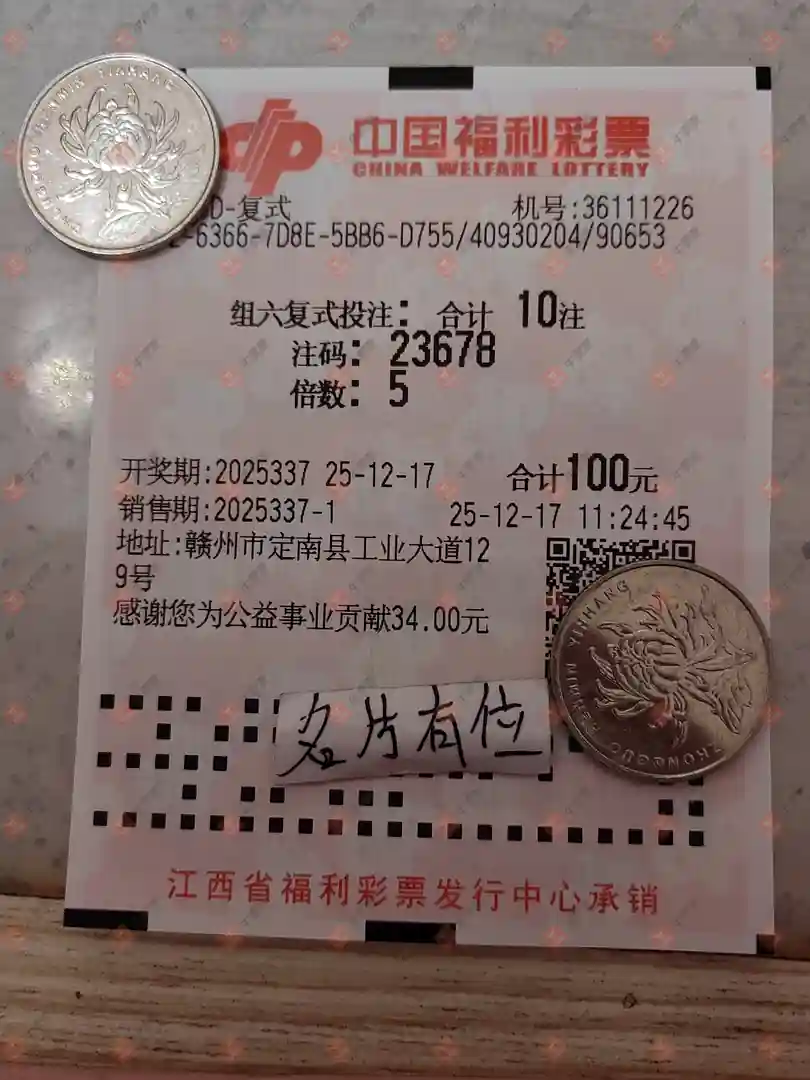 中国福利彩票
CHINA WELFARE LOTTERY
D-复式 机号:36111226
-6366-7D8E-5BB6-D755/40930204/90653
组六复式投注: 合计 10注
注码: 23678
倍数: 5
开奖期:2025337 25-12-17 合计100元
销售期:2025337-1 25-12-17 11:24:45
地址:赣州市定南县工业大道12
9号
感谢您为公益事业贡献34.00元
名片有位
江西省福利彩票发行中心承销
YINHANG
RENMIN
ZHONGGUO